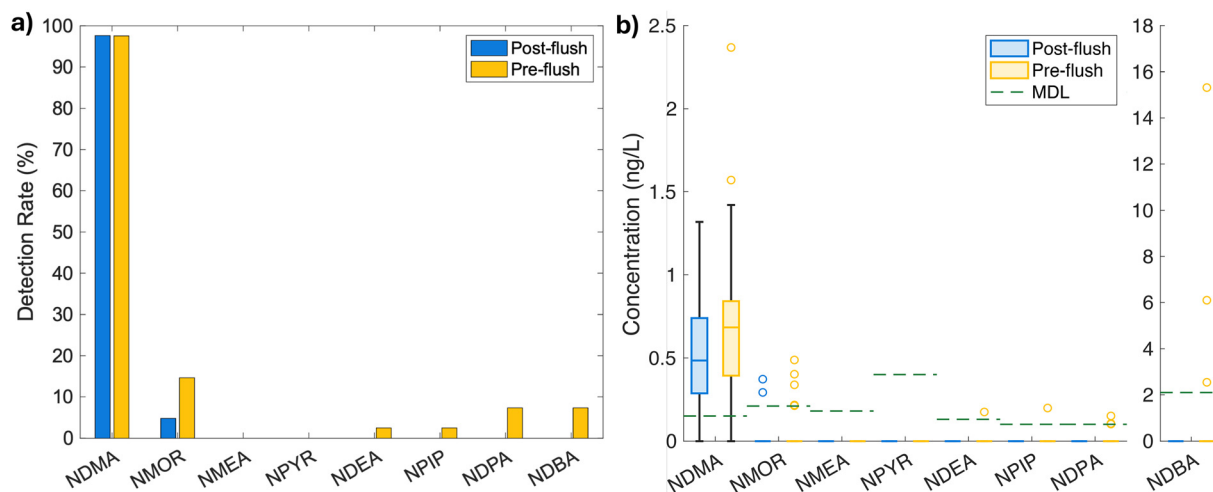 a)
Detection Rate (%)
100
90
80
70
60
50
40
30
20
10
0
Post-flush
Pre-flush
NDMA NMOR NMEA NPYR NDEA NPIP NDPA NDBA
b)
Concentration (ng/L)
2.5
2
1.5
1
0.5
0
Post-flush
Pre-flush
MDL
NDMA NMOR NMEA NPYR NDEA NPIP NDPA
18
16
14
12
10
8
6
4
2
0
NDBA